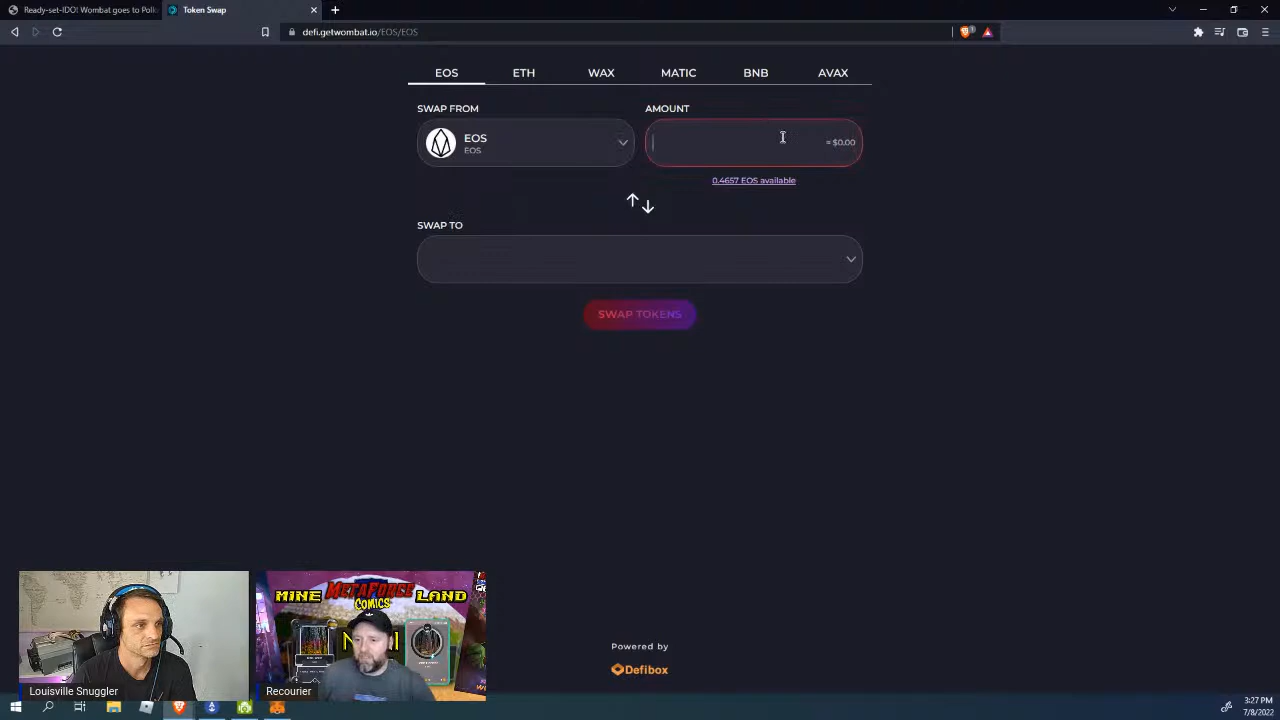 Ready-set-IDO! Wombat goes to Polk
Token Swap
defi.getwombat.io/EOS/EOS
EOS
ETH
WAX
MATIC
BNB
AVAX
SWAP FROM
AMOUNT
EOS
EOS
≈ $0.00
0.4657 EOS available
SWAP TO
SWAP TOKENS
MINE
METAFORCE
COMICS
LAND
Louisville Snuggler
Recourier
Powered by
Defibox
3:27 PM
7/8/2022